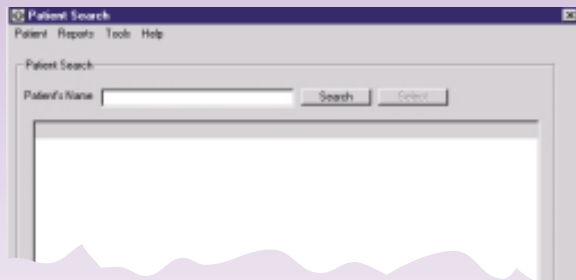 Patient Search
Patient Reports Tools Help
Patient Search
Patient's Name Search Select